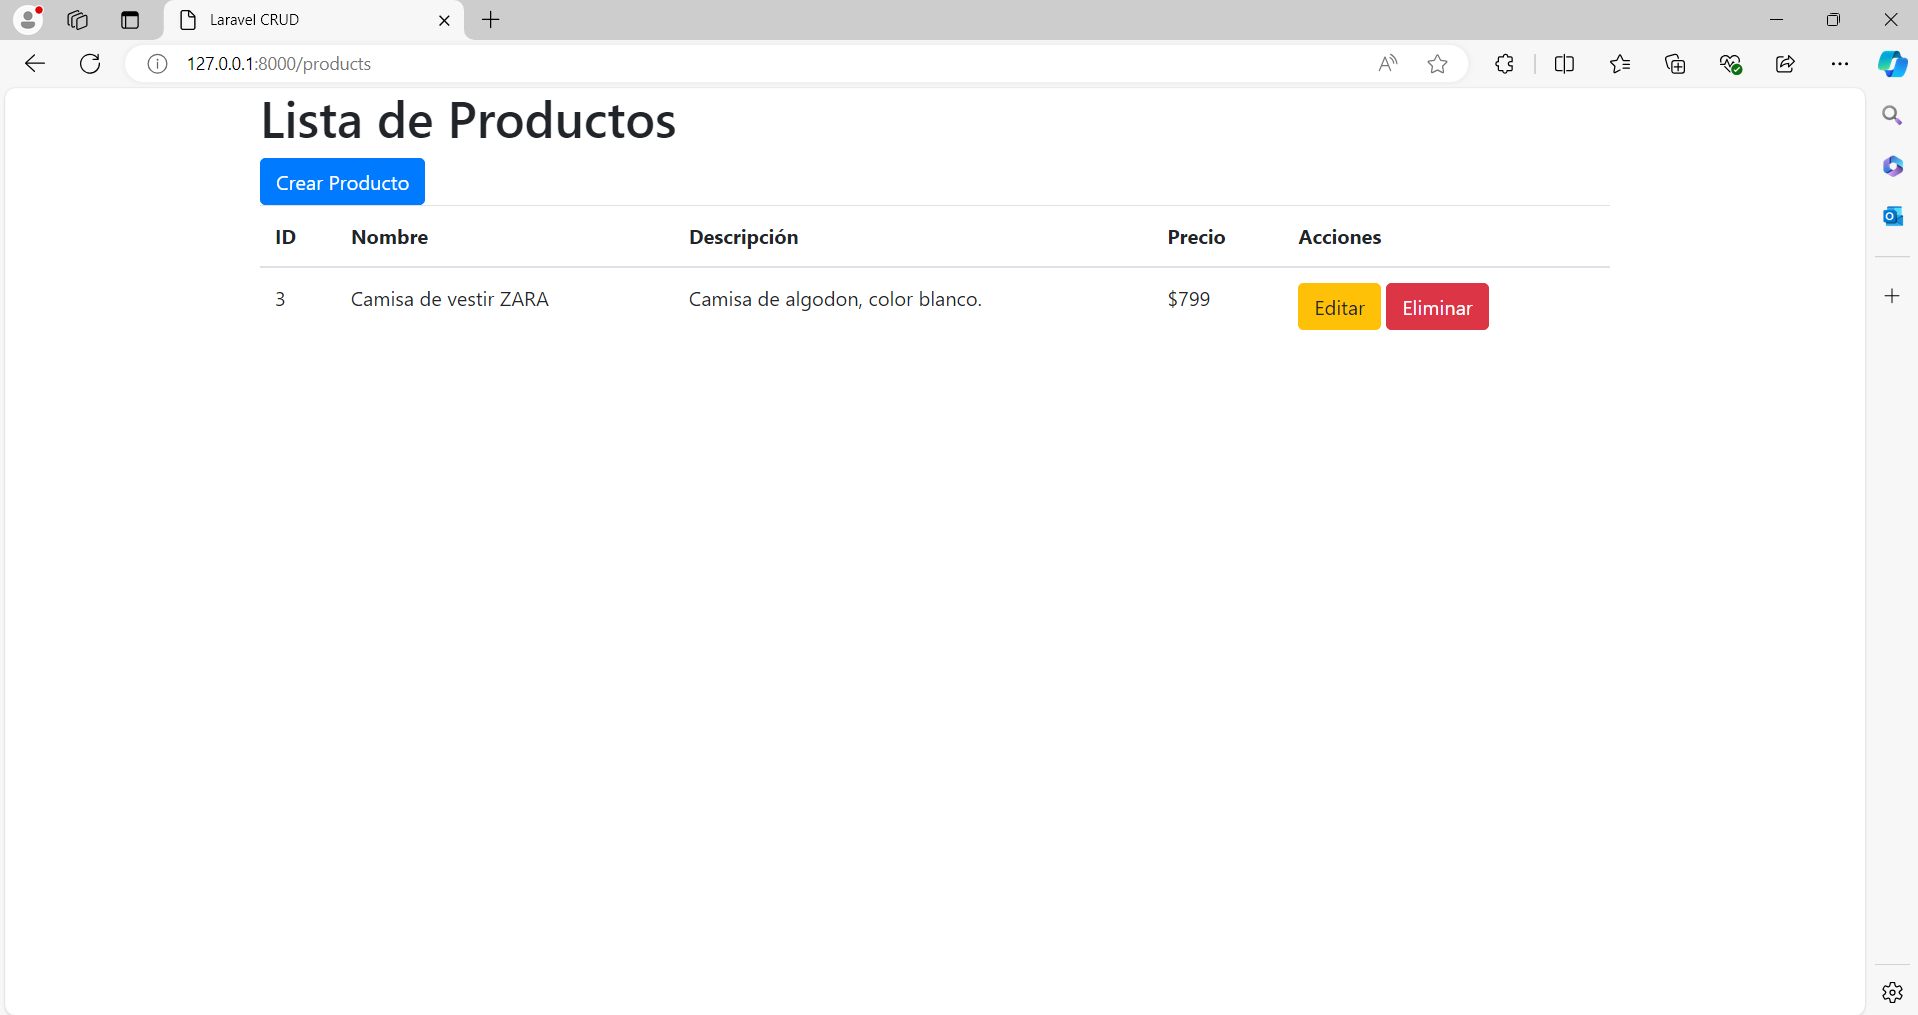 Laravel CRUD
127.0.0.1:8000/products
Lista de Productos
Crear Producto
ID Nombre Descripción Precio Acciones
3 Camisa de vestir ZARA Camisa de algodon, color blanco. $799 Editar Eliminar